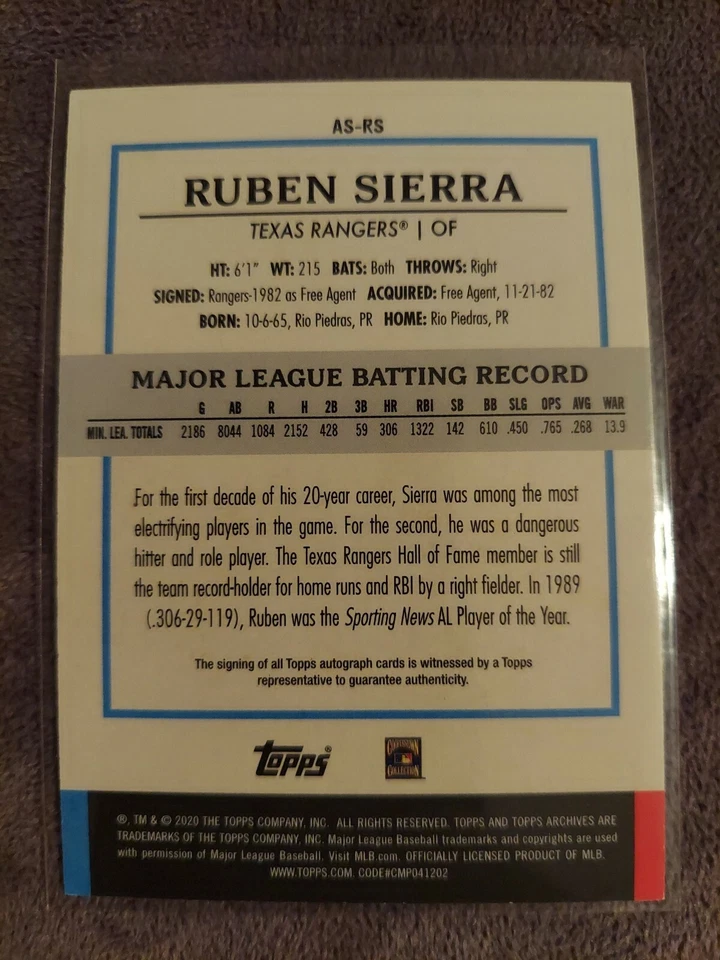 AS-RS
RUBEN SIERRA
TEXAS RANGERS® | OF
HT: 6'1" WT: 215 BATS: Both THROWS: Right
SIGNED: Rangers-1982 as Free Agent ACQUIRED: Free Agent, 11-21-82
BORN: 10-6-65, Rio Piedras, PR HOME: Rio Piedras, PR
MAJOR LEAGUE BATTING RECORD
G AB R H 2B 3B HR RBI SB BB SLG OPS AVG WAR
MIN. LEA. TOTALS 2186 8044 1084 2152 428 59 306 1322 142 610 .450 .765 .268 13.9
For the first decade of his 20-year career, Sierra was among the most
electrifying players in the game. For the second, he was a dangerous
hitter and role player. The Texas Rangers Hall of Fame member is still
the team record-holder for home runs and RBI by a right fielder. In 1989
(.306-29-119), Ruben was the Sporting News AL Player of the Year.
The signing of all Topps autograph cards is witnessed by a Topps
representative to guarantee authenticity.
Topps®
COOPERSTOWN
COLLECTION
®, TM & © 2020 THE TOPPS COMPANY, INC. ALL RIGHTS RESERVED. TOPPS AND TOPPS ARCHIVES ARE
TRADEMARKS OF THE TOPPS COMPANY, INC. Major League Baseball trademarks and copyrights are used
with permission of Major League Baseball. Visit MLB.com. OFFICIALLY LICENSED PRODUCT OF MLB.
WWW.TOPPS.COM. CODE#CMP041202